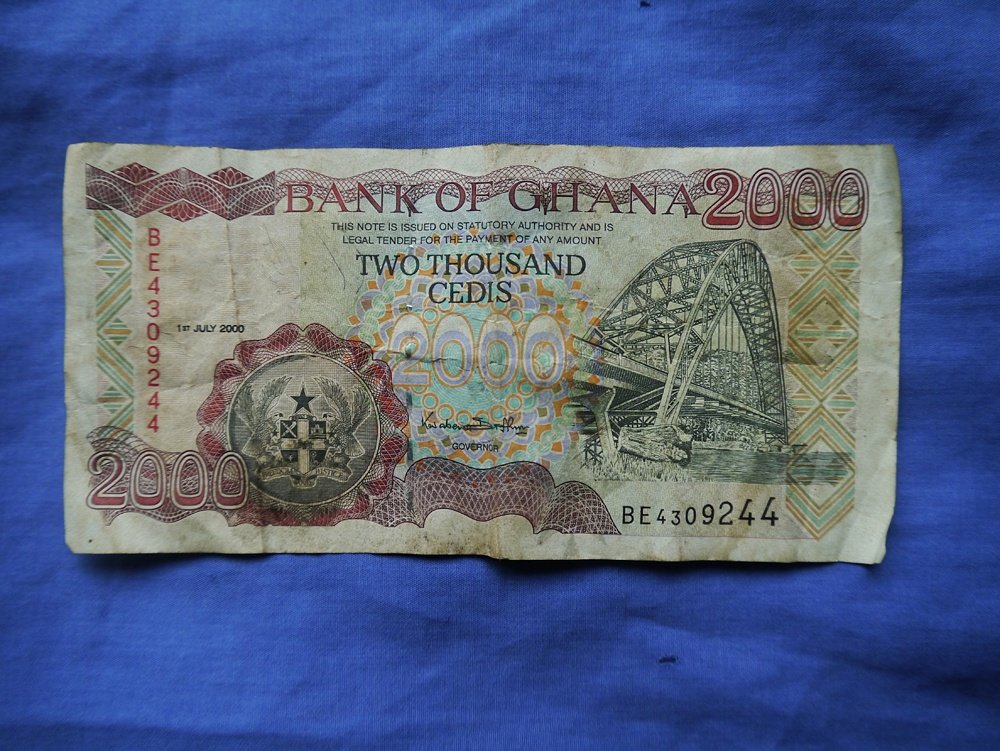 BANK OF GHANA 2000
THIS NOTE IS ISSUED ON STATUTORY AUTHORITY AND IS
LEGAL TENDER FOR THE PAYMENT OF ANY AMOUNT
TWO THOUSAND
CEDIS
BE4309244
1ST JULY 2000
2000
GOVERNOR
2000
BE4309244